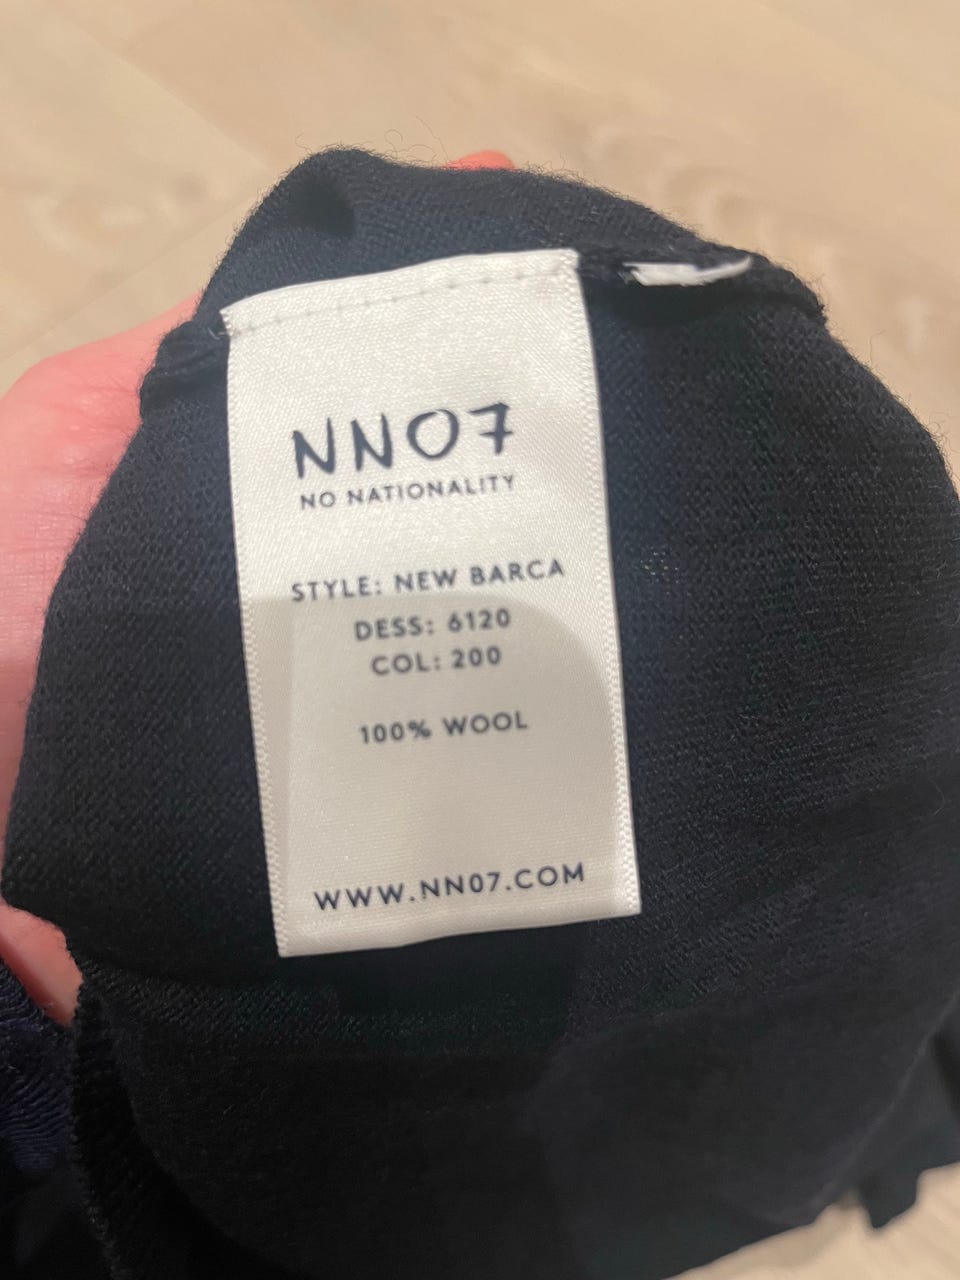 NN07
NO NATIONALITY
STYLE: NEW BARCA
DESS: 6120
COL: 200
100% WOOL
WWW.NN07.COM